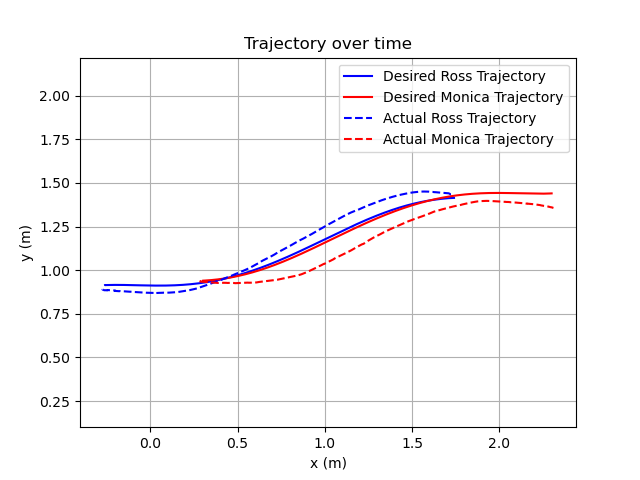 Trajectory over time
Desired Ross Trajectory
Desired Monica Trajectory
Actual Ross Trajectory
Actual Monica Trajectory
2.00
1.75
1.50
1.25
1.00
0.75
0.50
0.25
y (m)
0.0 0.5 1.0 1.5 2.0
x (m)